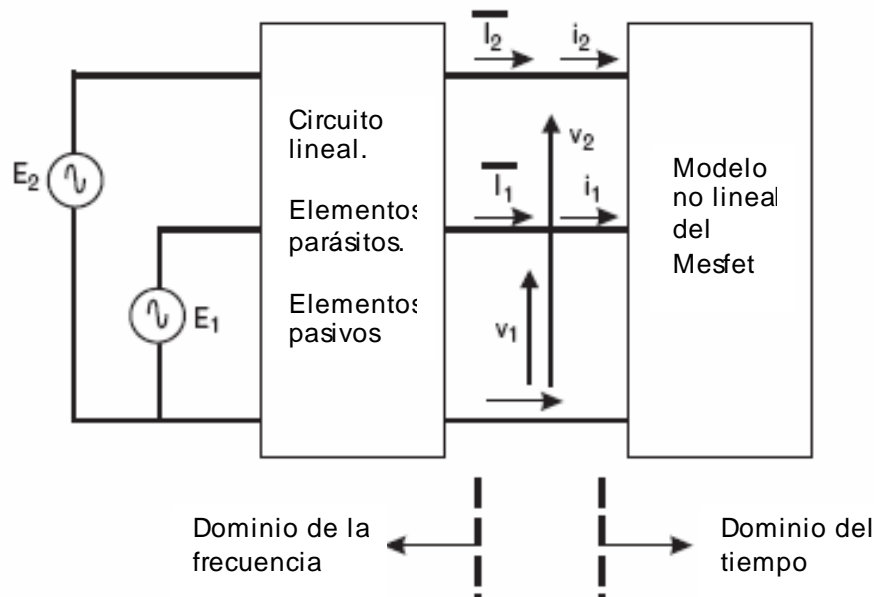 I2
i2
Circuito
lineal.
v2
E2
Modelo
no lineal
del
Mesfet
I1
i1
Elementos
parásitos.
Elementos
pasivos
E1
v1
Dominio de la
frecuencia
Dominio del
tiempo